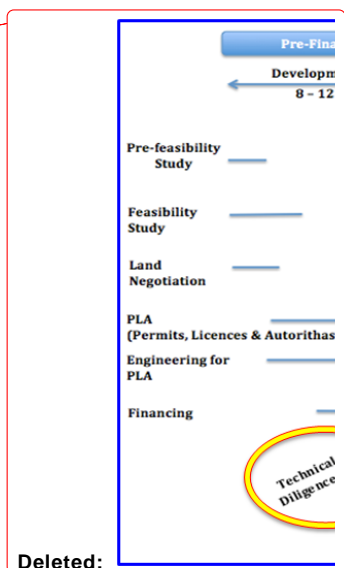 Pre-Fina
Developm
8 – 12
Pre-feasibility
Study
Feasibility
Study
Land
Negotiation
PLA
(Permits, Licences & Autorithas
Engineering for
PLA
Financing
Technical
Diligence
Deleted: